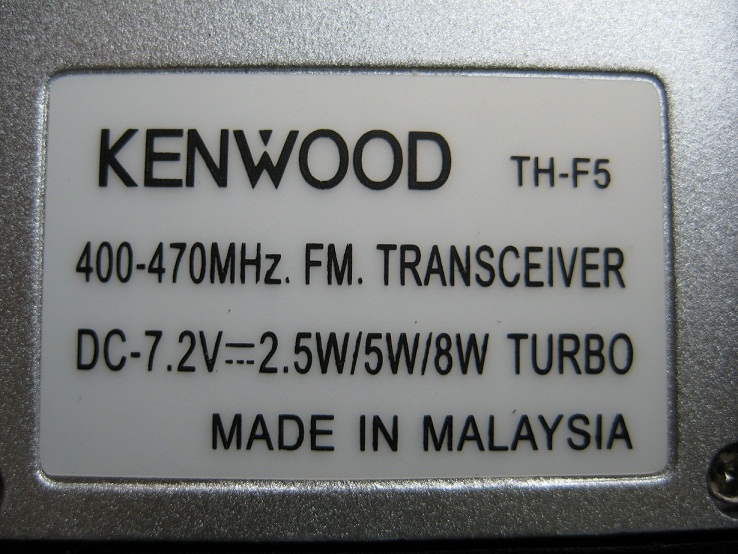 KENWOOD TH-F5
400-470MHz. FM. TRANSCEIVER
DC-7.2V⎓2.5W/5W/8W TURBO
MADE IN MALAYSIA